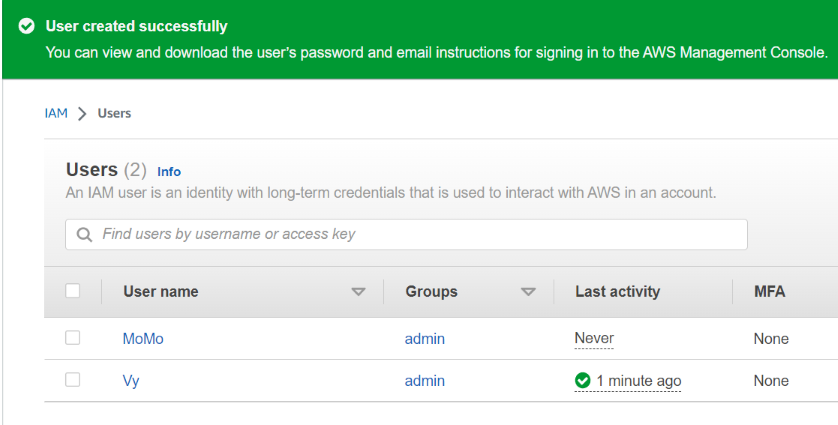 User created successfully
You can view and download the user's password and email instructions for signing in to the AWS Management Console.
IAM > Users
Users (2) Info
An IAM user is an identity with long-term credentials that is used to interact with AWS in an account.
Find users by username or access key
User name Groups Last activity MFA
MoMo admin Never None
Vy admin 1 minute ago None